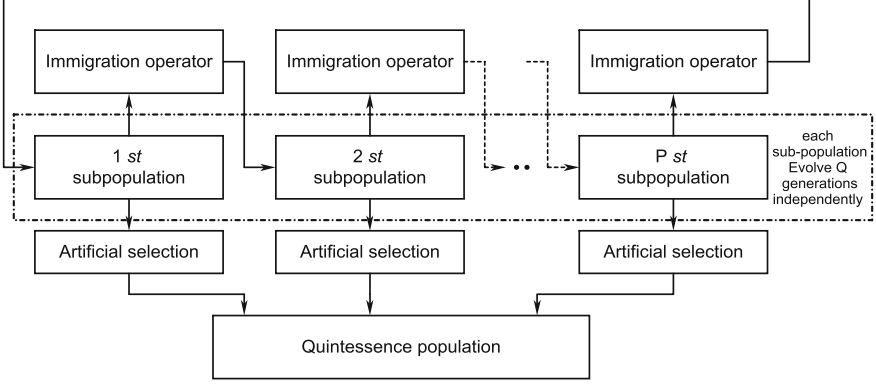 Immigration operator
Immigration operator
Immigration operator
1 st
subpopulation
2 st
subpopulation
P st
subpopulation
each
sub-population
Evolve Q
generations
independently
Artificial selection
Artificial selection
Artificial selection
Quintessence population